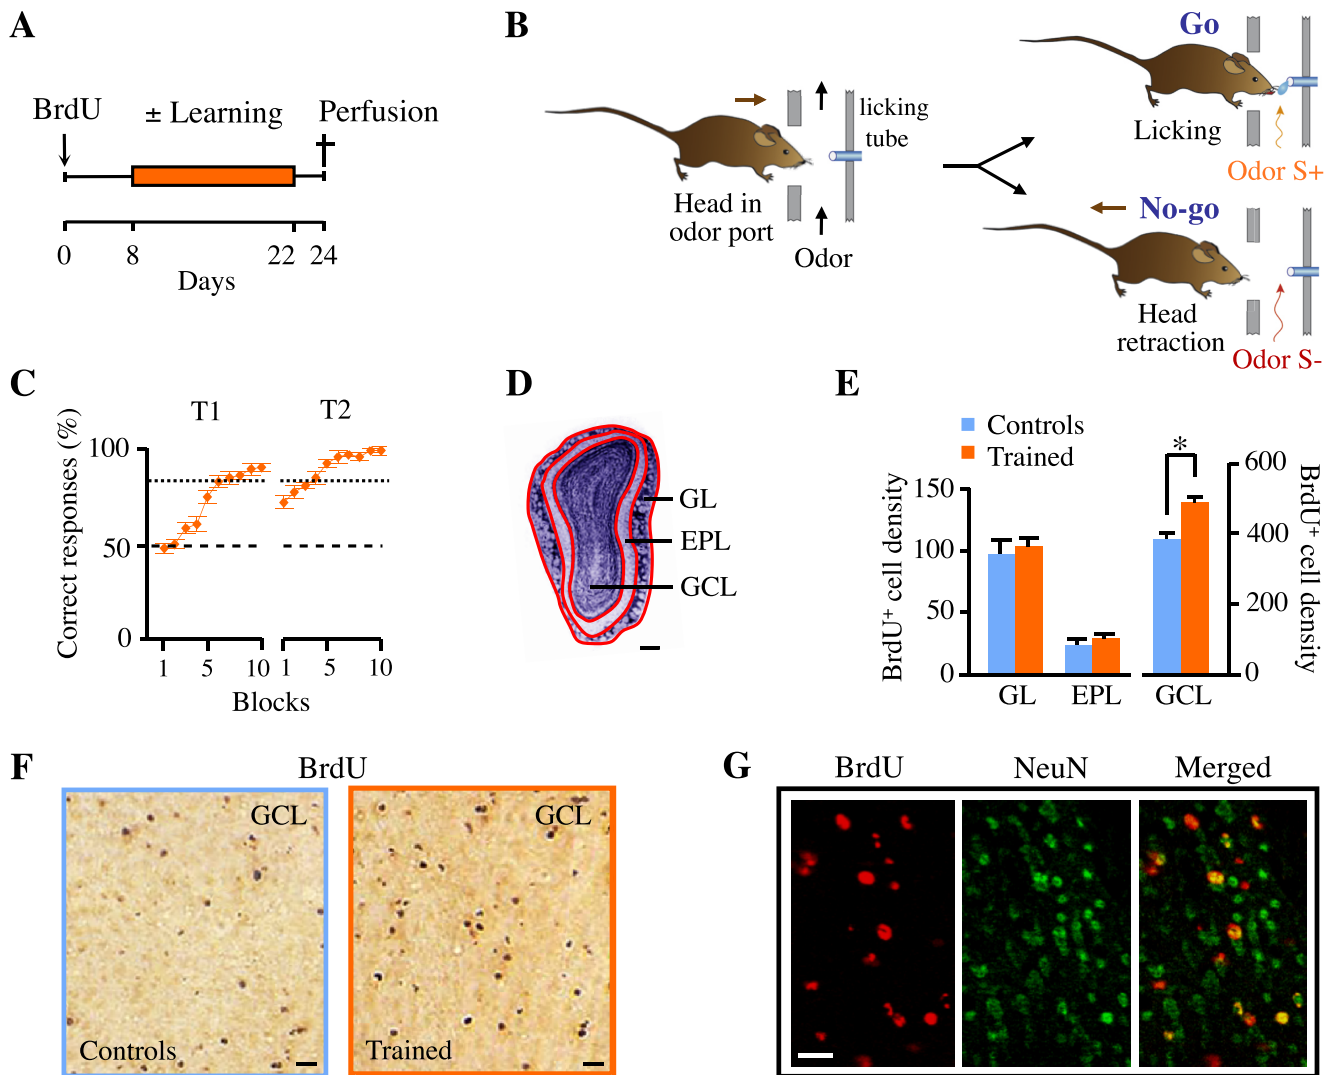 A
BrdU
± Learning
Perfusion
0
8
22
24
Days
B
Head in
odor port
licking
tube
Odor
Go
Licking
Odor S+
No-go
Head
retraction
Odor S-
C
T1
T2
Correct responses (%)
100
50
0
1
5
10
1
5
10
Blocks
D
GL
EPL
GCL
E
Controls
Trained
*
BrdU⁺ cell density
150
100
50
0
600
400
200
0
BrdU⁺ cell
density
GL
EPL
GCL
F
BrdU
GCL
Controls
GCL
Trained
G
BrdU
NeuN
Merged